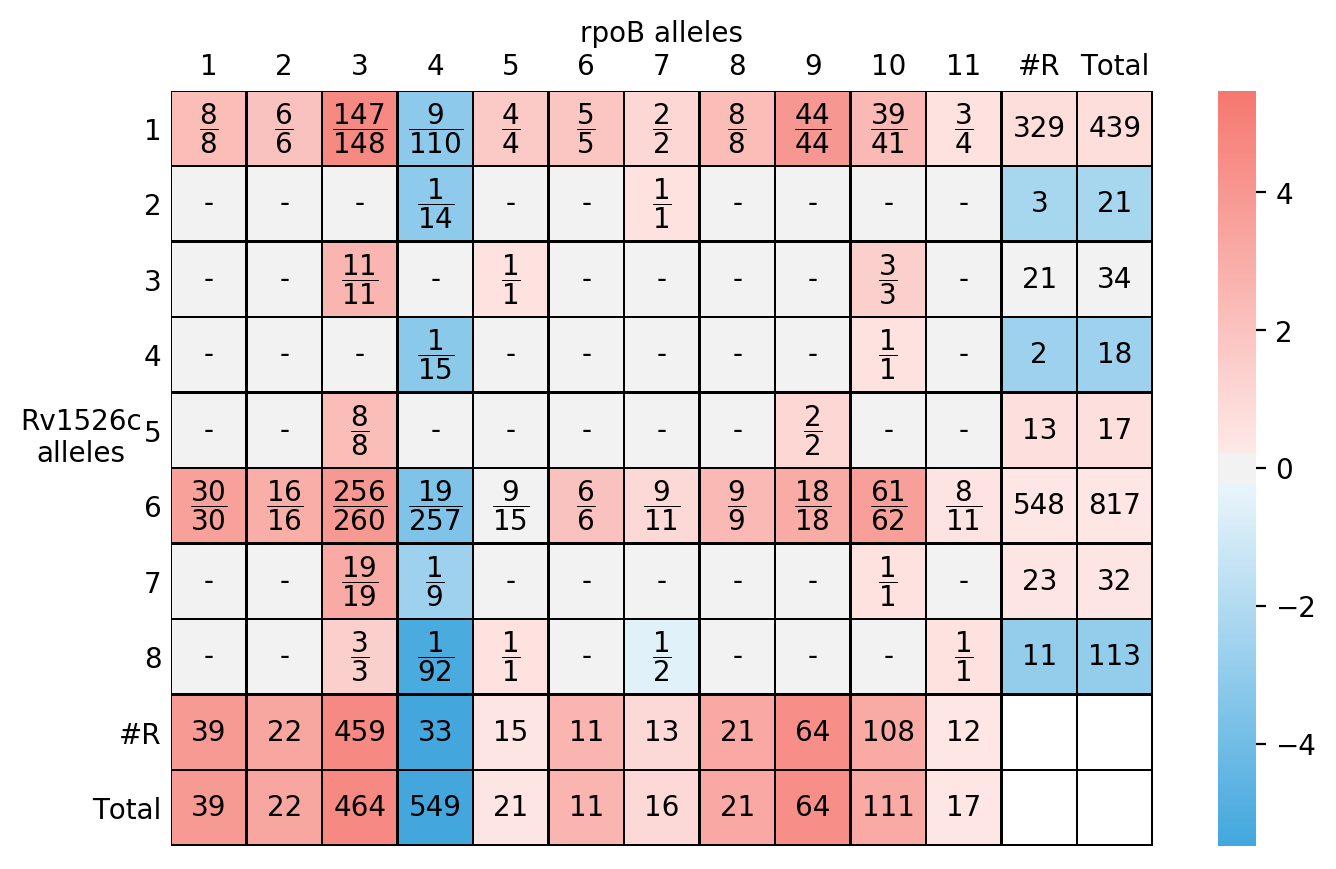 rpoB alleles
1 2 3 4 5 6 7 8 9 10 11 #R Total
1 8/8 6/6 147/148 9/110 4/4 5/5 2/2 8/8 44/44 39/41 3/4 329 439
2 - - - 1/14 - - 1/1 - - - - 3 21
3 - - 11/11 - 1/1 - - - - 3/3 - 21 34
4 - - - 1/15 - - - - - 1/1 - 2 18
Rv1526c alleles
5 - - 8/8 - - - - - 2/2 - - 13 17
6 30/30 16/16 256/260 19/257 9/15 6/6 9/11 9/9 18/18 61/62 8/11 548 817
7 - - 19/19 1/9 - - - - - 1/1 - 23 32
8 - - 3/3 1/92 1/1 - 1/2 - - - 1/1 11 113
#R 39 22 459 33 15 11 13 21 64 108 12
Total 39 22 464 549 21 11 16 21 64 111 17
4
2
0
−2
−4